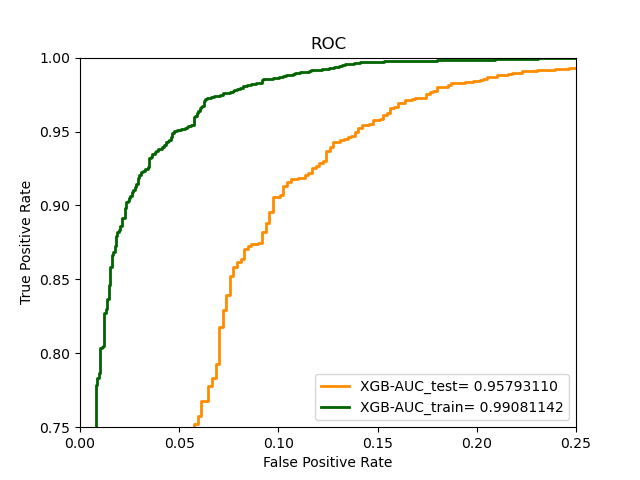 ROC
1.00
0.95
0.90
0.85
0.80
0.75
True Positive Rate
XGB-AUC_test= 0.95793110
XGB-AUC_train= 0.99081142
0.00 0.05 0.10 0.15 0.20 0.25
False Positive Rate